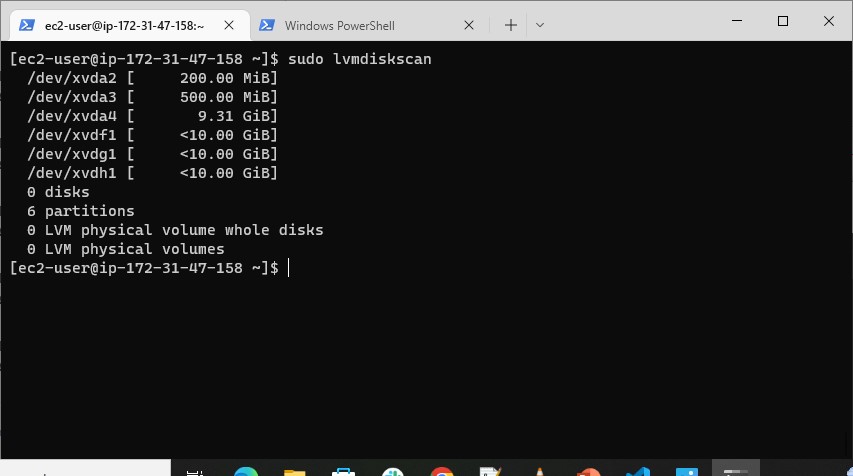 ec2-user@ip-172-31-47-158:~
Windows PowerShell
[ec2-user@ip-172-31-47-158 ~]$ sudo lvmdiskscan
  /dev/xvda2 [     200.00 MiB]
  /dev/xvda3 [     500.00 MiB]
  /dev/xvda4 [       9.31 GiB]
  /dev/xvdf1 [     <10.00 GiB]
  /dev/xvdg1 [     <10.00 GiB]
  /dev/xvdh1 [     <10.00 GiB]
  0 disks
  6 partitions
  0 LVM physical volume whole disks
  0 LVM physical volumes
[ec2-user@ip-172-31-47-158 ~]$